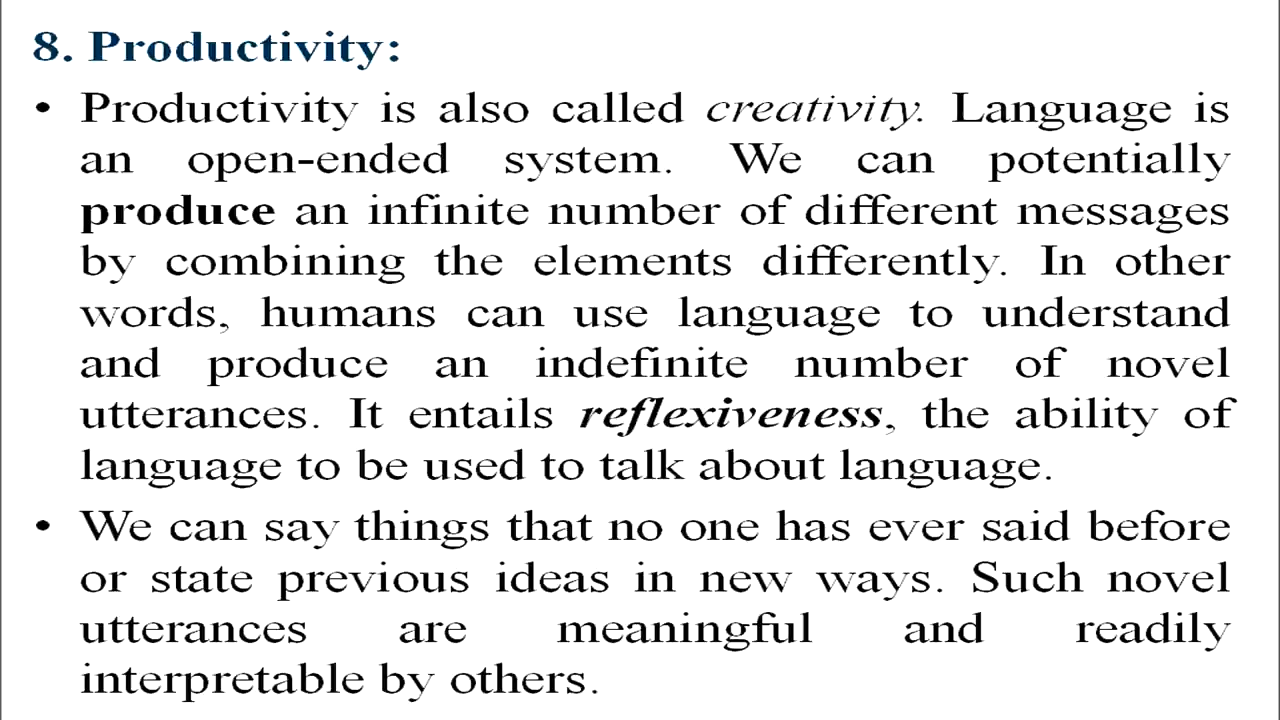 8. Productivity:
• Productivity is also called creativity. Language is
an open-ended system. We can potentially
produce an infinite number of different messages
by combining the elements differently. In other
words, humans can use language to understand
and produce an indefinite number of novel
utterances. It entails reflexiveness, the ability of
language to be used to talk about language.
• We can say things that no one has ever said before
or state previous ideas in new ways. Such novel
utterances are meaningful and readily
interpretable by others.